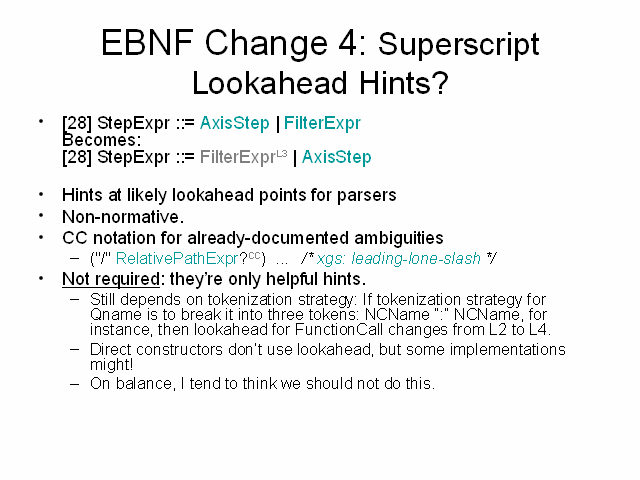 EBNF Change 4: Superscript
Lookahead Hints?
• [28] StepExpr ::= AxisStep | FilterExpr
Becomes:
[28] StepExpr ::= FilterExprL3 | AxisStep
• Hints at likely lookahead points for parsers
• Non-normative.
• CC notation for already-documented ambiguities
– ("/" RelativePathExpr?CC) ... /* xgs: leading-lone-slash */
• Not required: they're only helpful hints.
– Still depends on tokenization strategy: If tokenization strategy for
Qname is to break it into three tokens: NCName ":" NCName, for
instance, then lookahead for FunctionCall changes from L2 to L4.
– Direct constructors don't use lookahead, but some implementations
might!
– On balance, I tend to think we should not do this.